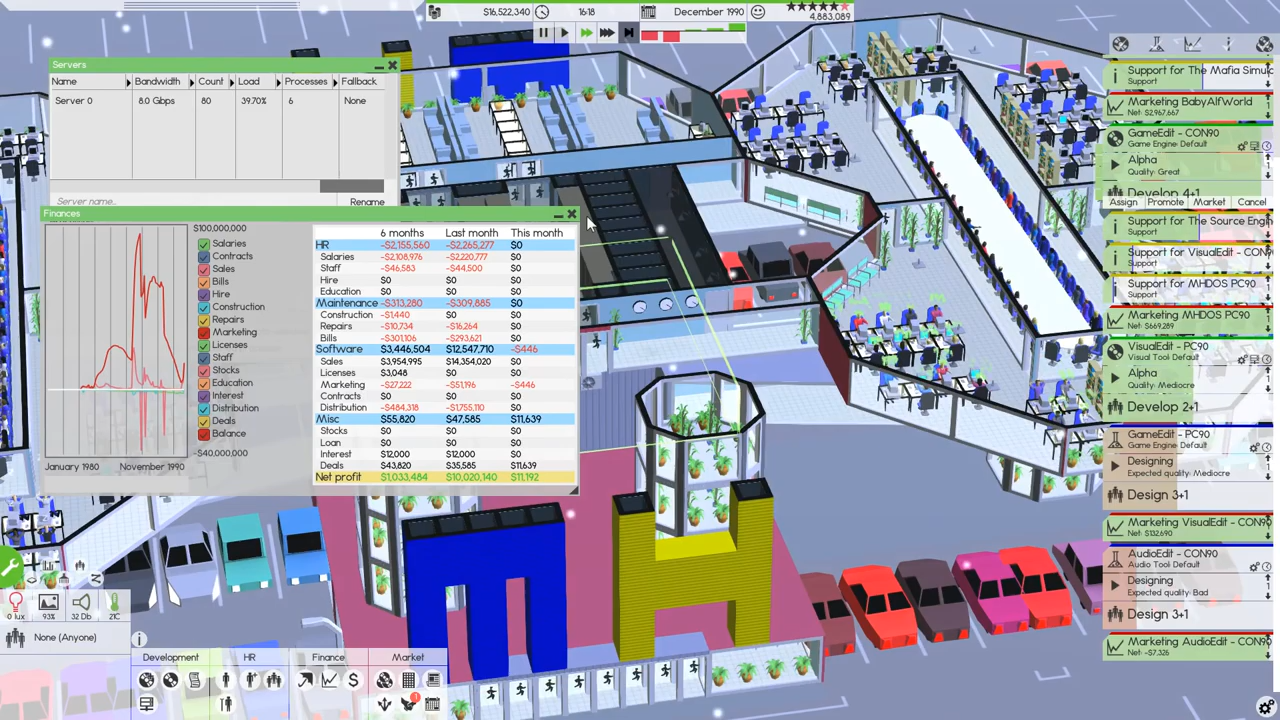 $16,522,340
16:18
December 1990
4,883,089
Servers
Name Bandwidth Count Load Processes Fallback
Server 0 8.0 Gbps 80 39.70% 6 None
Server name... Rename
Finances
$100,000,000
Salaries
Contracts
Sales
Bills
Hire
Construction
Repairs
Marketing
Licenses
Staff
Stocks
Education
Interest
Distribution
Deals
Balance
-$40,000,000
January 1980 November 1990
6 months Last month This month
HR -$2,155,560 -$2,265,277 $0
Salaries -$2,108,976 -$2,220,777 $0
Staff -$46,583 -$44,500 $0
Hire $0 $0 $0
Education $0 $0 $0
Maintenance -$313,280 -$309,885 $0
Construction -$1,440 $0 $0
Repairs -$10,734 -$16,264 $0
Bills -$301,106 -$293,621 $0
Software $3,446,504 $12,547,710 -$446
Sales $3,954,995 $14,354,020 $0
Licenses $3,048 $0 $0
Marketing -$27,222 -$51,196 -$446
Contracts $0 $0 $0
Distribution -$484,318 -$1,755,110 $0
Misc $55,820 $47,585 $11,639
Stocks $0 $0 $0
Loan $0 $0 $0
Interest $12,000 $12,000 $0
Deals $43,820 $35,585 $11,639
Net profit $1,033,484 $10,020,140 $11,192
Support for The Mafia Simul
Support
Marketing BabyAlfWorld
Net: $2,967,667
GameEdit - CON90
Game Engine: Default
Alpha
Quality: Great
Develop 4+1
Assign Promote Market Cancel
Support for The Source Engin
Support
Support for VisualEdit - CON9
Support
Support for MHDOS PC90
Support
Marketing MHDOS PC90
Net: $669,289
VisualEdit - PC90
Visual Tool: Default
Alpha
Quality: Mediocre
Develop 2+1
GameEdit - PC90
Designing
Expected quality: Mediocre
Design 3+1
Marketing VisualEdit - CON90
Net: $132,690
AudioEdit - CON90
Audio Tool: Default
Designing
Expected quality: Bad
Design 3+1
Marketing AudioEdit - CON90
Net: -$7,326
0 lux 93% 32 Db 21C
None (Anyone)
Development HR Finance Market